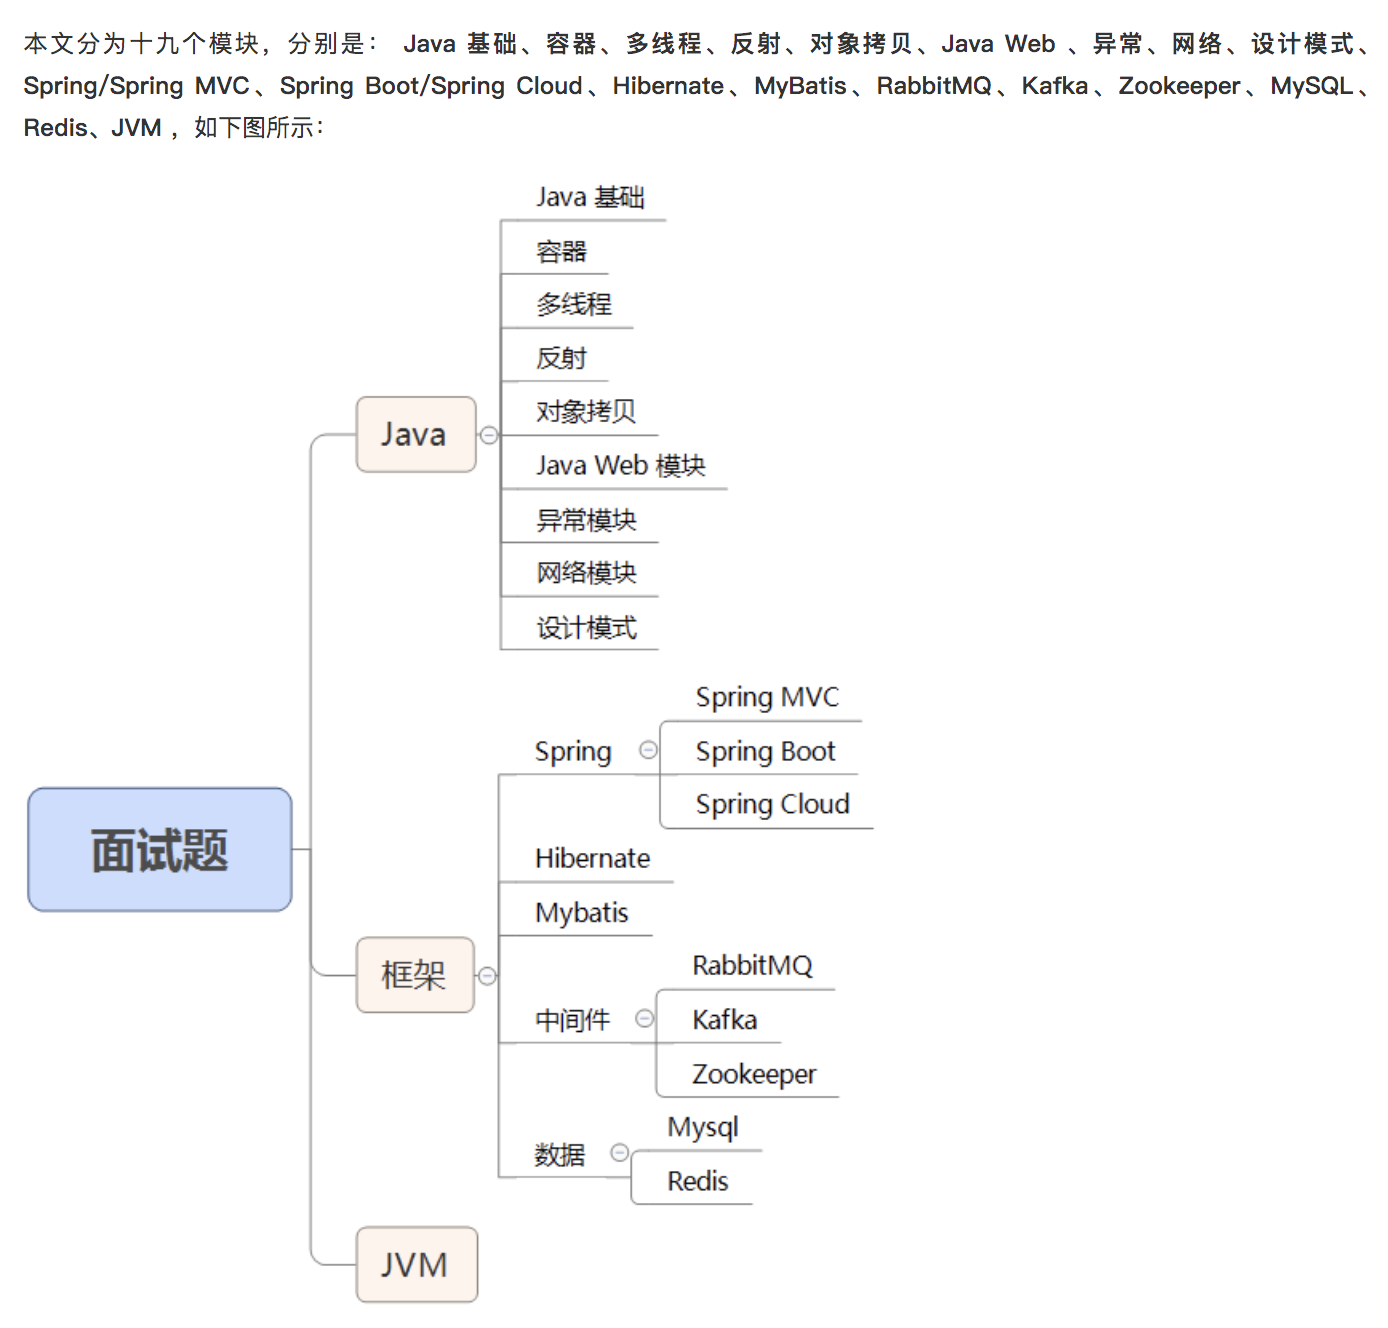 本文分为十九个模块，分别是： Java 基础、容器、多线程、反射、对象拷贝、Java Web 、异常、网络、设计模式、
Spring/Spring MVC、Spring Boot/Spring Cloud、Hibernate、MyBatis、RabbitMQ、Kafka、Zookeeper、MySQL、
Redis、JVM ，如下图所示：
Java 基础
容器
多线程
反射
对象拷贝
Java
Java Web 模块
异常模块
网络模块
设计模式
Spring MVC
Spring
Spring Boot
Spring Cloud
面试题
Hibernate
Mybatis
框架
RabbitMQ
中间件
Kafka
Zookeeper
Mysql
数据
Redis
JVM